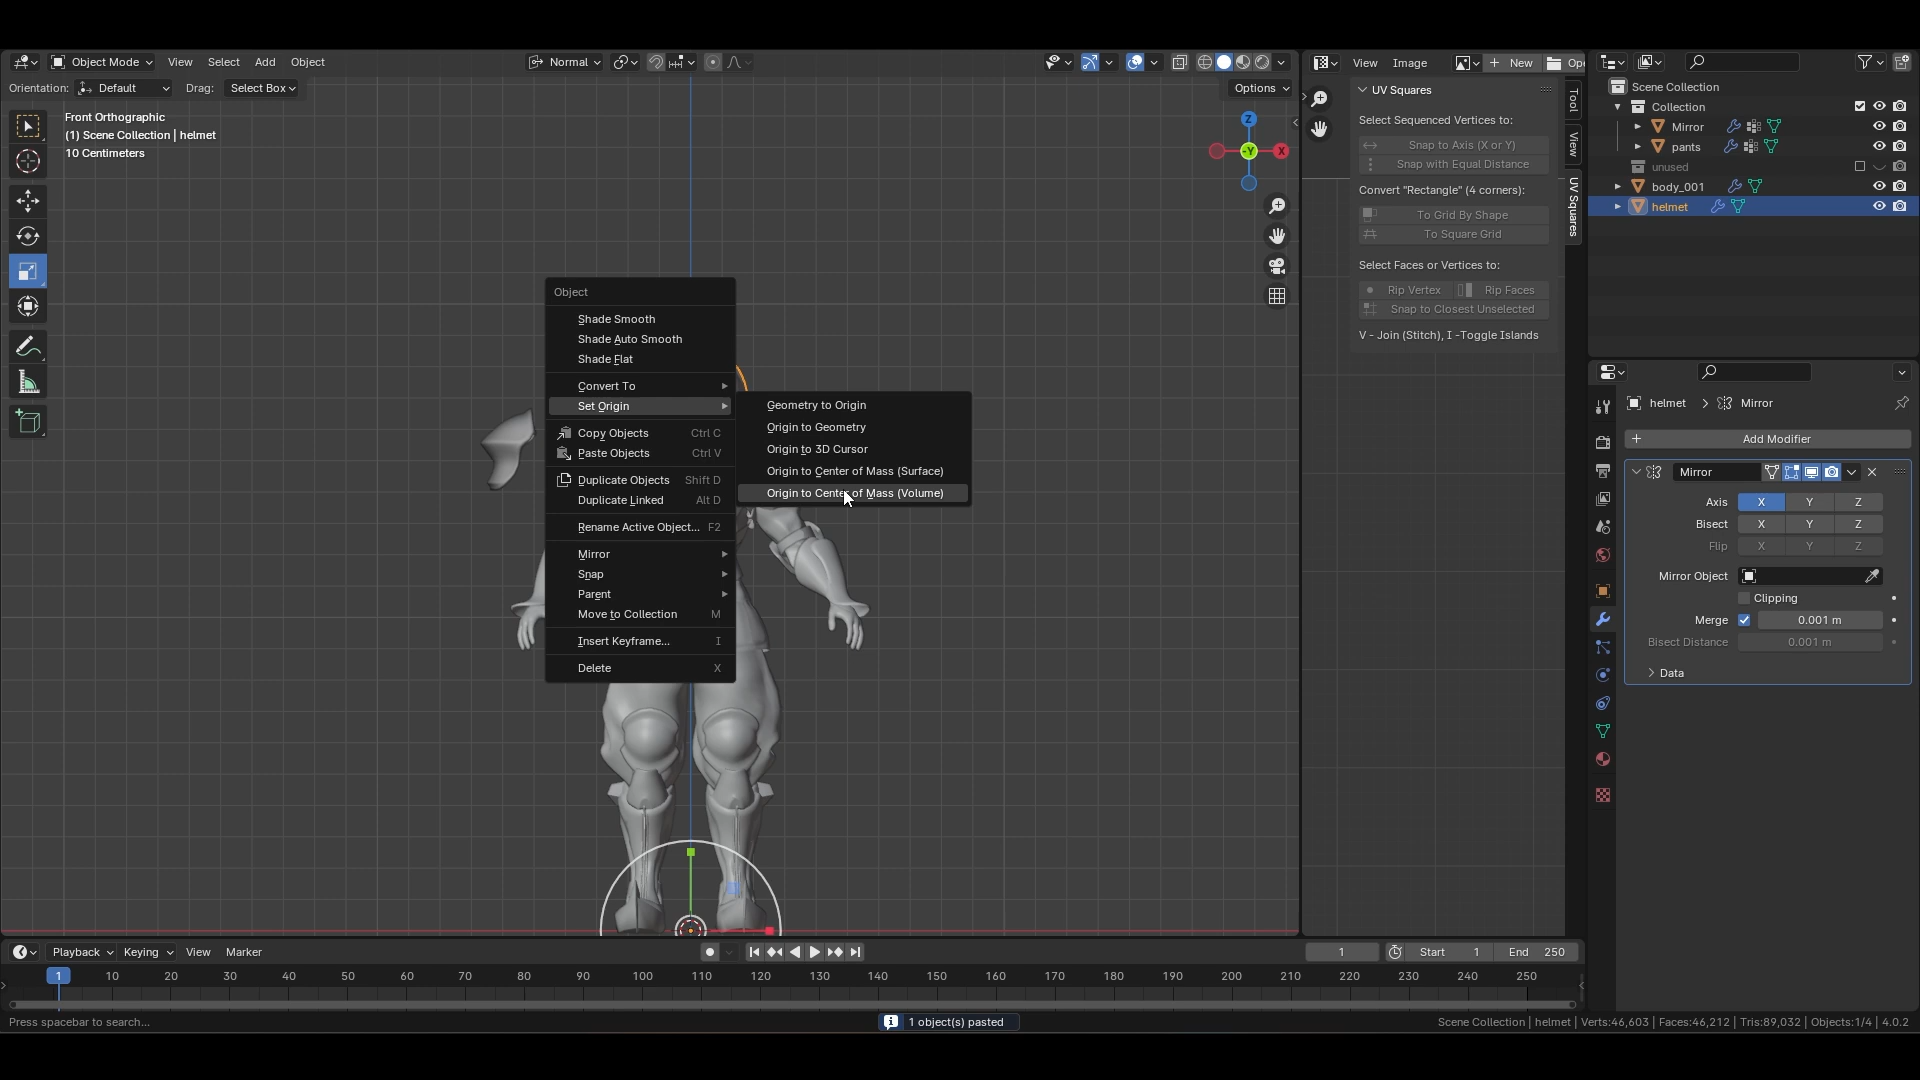 Object Mode View Select Add Object Normal
Orientation: Default Drag: Select Box Options
Front Orthographic
(1) Scene Collection | helmet
10 Centimeters
Z
-Y
X
Object
Shade Smooth
Shade Auto Smooth
Shade Flat
Convert To
Set Origin
Copy Objects Ctrl C
Paste Objects Ctrl V
Duplicate Objects Shift D
Duplicate Linked Alt D
Rename Active Object... F2
Mirror
Snap
Parent
Move to Collection M
Insert Keyframe... I
Delete X
Geometry to Origin
Origin to Geometry
Origin to 3D Cursor
Origin to Center of Mass (Surface)
Origin to Center of Mass (Volume)
View Image New Ope
UV Squares
Select Sequenced Vertices to:
Snap to Axis (X or Y)
Snap with Equal Distance
Convert "Rectangle" (4 corners):
To Grid By Shape
To Square Grid
Select Faces or Vertices to:
Rip Vertex Rip Faces
Snap to Closest Unselected
V - Join (Stitch), I -Toggle Islands
Tool
View
UV Squares
Scene Collection
Collection
Mirror
pants
unused
body_001
helmet
helmet Mirror
Add Modifier
Mirror
Axis X Y Z
Bisect X Y Z
Flip X Y Z
Mirror Object
Clipping
Merge 0.001 m
Bisect Distance 0.001 m
Data
Playback Keying View Marker 1 Start 1 End 250
1 10 20 30 40 50 60 70 80 90 100 110 120 130 140 150 160 170 180 190 200 210 220 230 240 250
Press spacebar to search... 1 object(s) pasted Scene Collection | helmet | Verts:46,603 | Faces:46,212 | Tris:89,032 | Objects:1/4 | 4.0.2